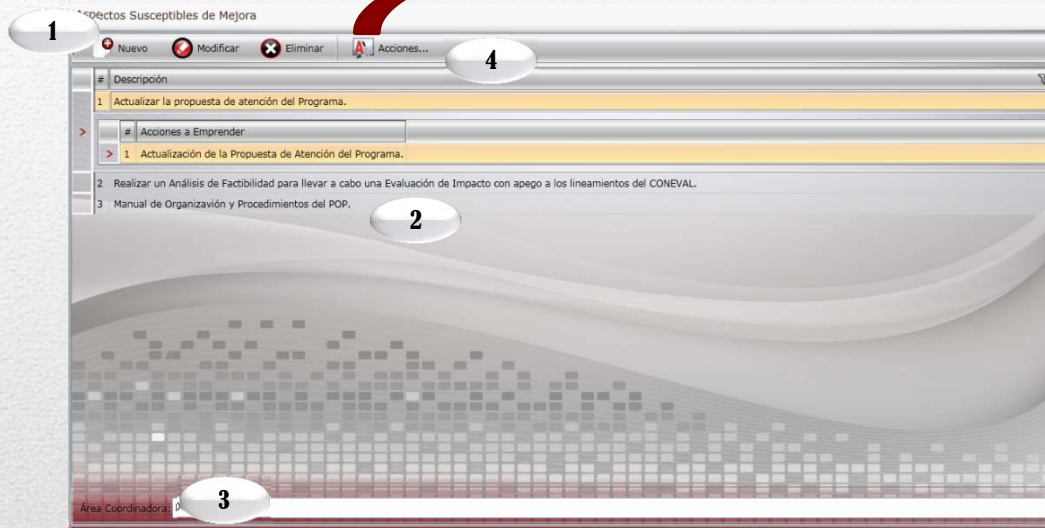 Aspectos Susceptibles de Mejora
1
Nuevo Modificar Eliminar Acciones...
4
# Descripción
1 Actualizar la propuesta de atención del Programa.
# Acciones a Emprender
> 1 Actualización de la Propuesta de Atención del Programa.
2 Realizar un Análisis de Factibilidad para llevar a cabo una Evaluación de Impacto con apego a los lineamientos del CONEVAL.
3 Manual de Organizavión y Procedimientos del POP.
2
Área Coordinadora:
3